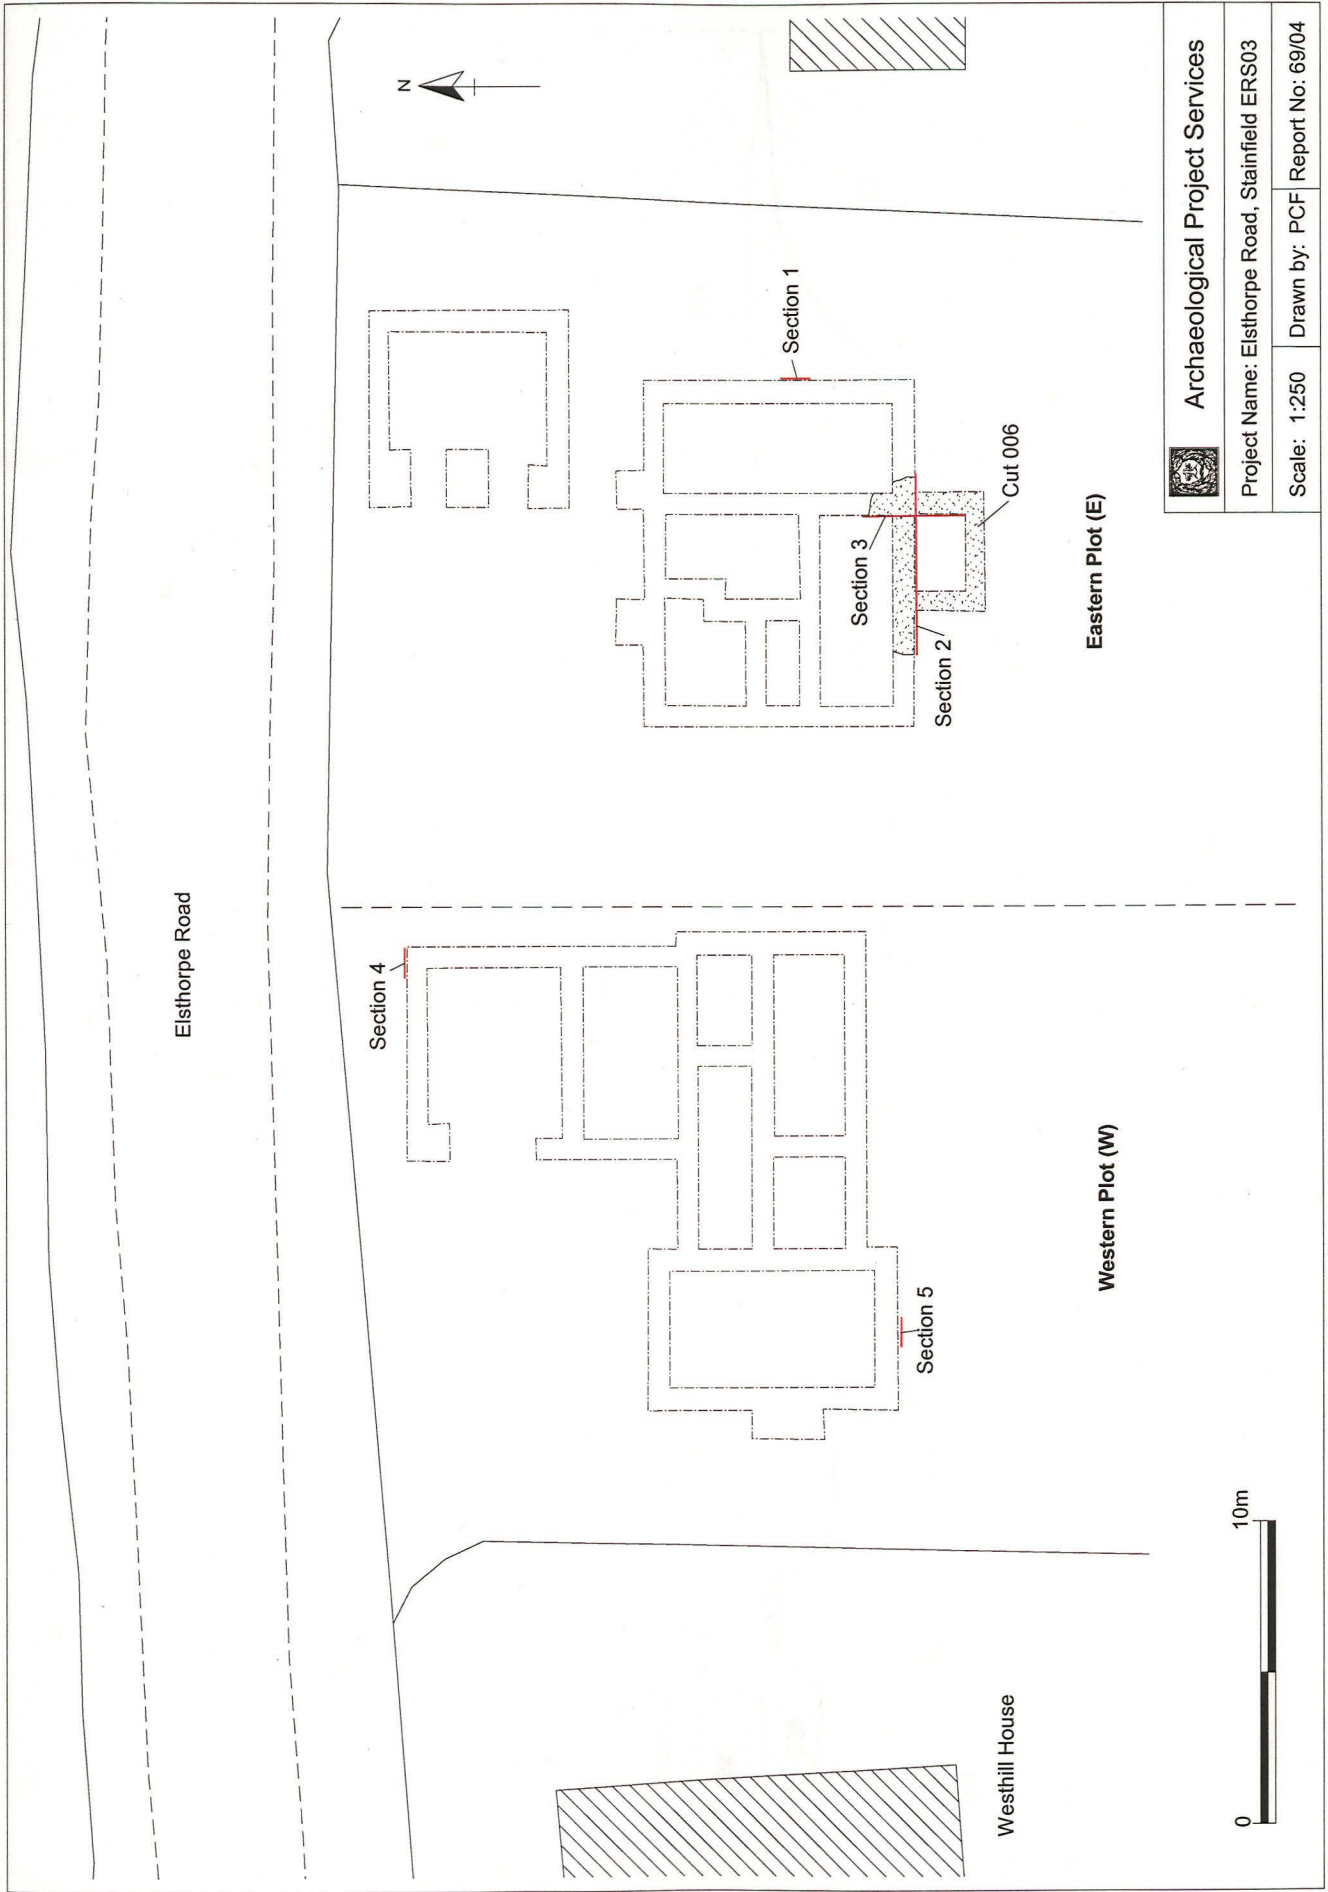 Elsthorpe Road
N
Section 4
Section 1
Section 3
Section 2
Cut 006
Section 5
Eastern Plot (E)
Western Plot (W)
Westhill House
0
10m
Archaeological Project Services
Project Name: Elsthorpe Road, Stainfield ERS03
Scale: 1:250
Drawn by: PCF
Report No: 69/04